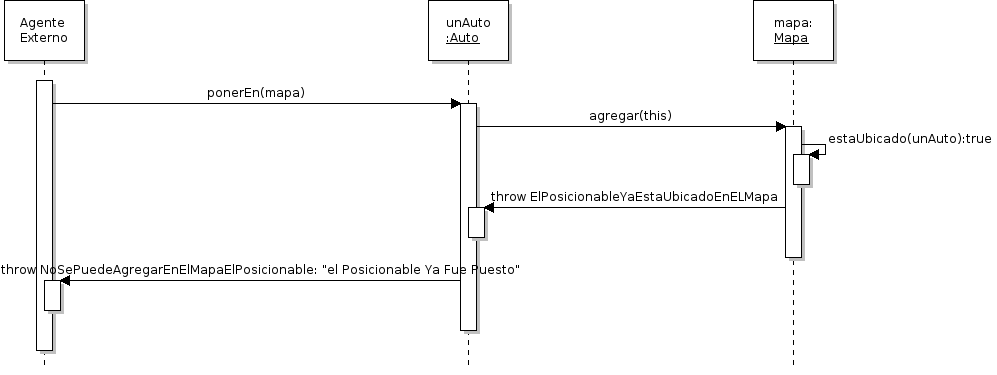 Agente
Externo
unAuto
:Auto
mapa:
Mapa
ponerEn(mapa)
agregar(this)
estaUbicado(unAuto):true
throw ElPosicionableYaEstaUbicadoEnELMapa
throw NoSePuedeAgregarEnElMapaElPosicionable: "el Posicionable Ya Fue Puesto"